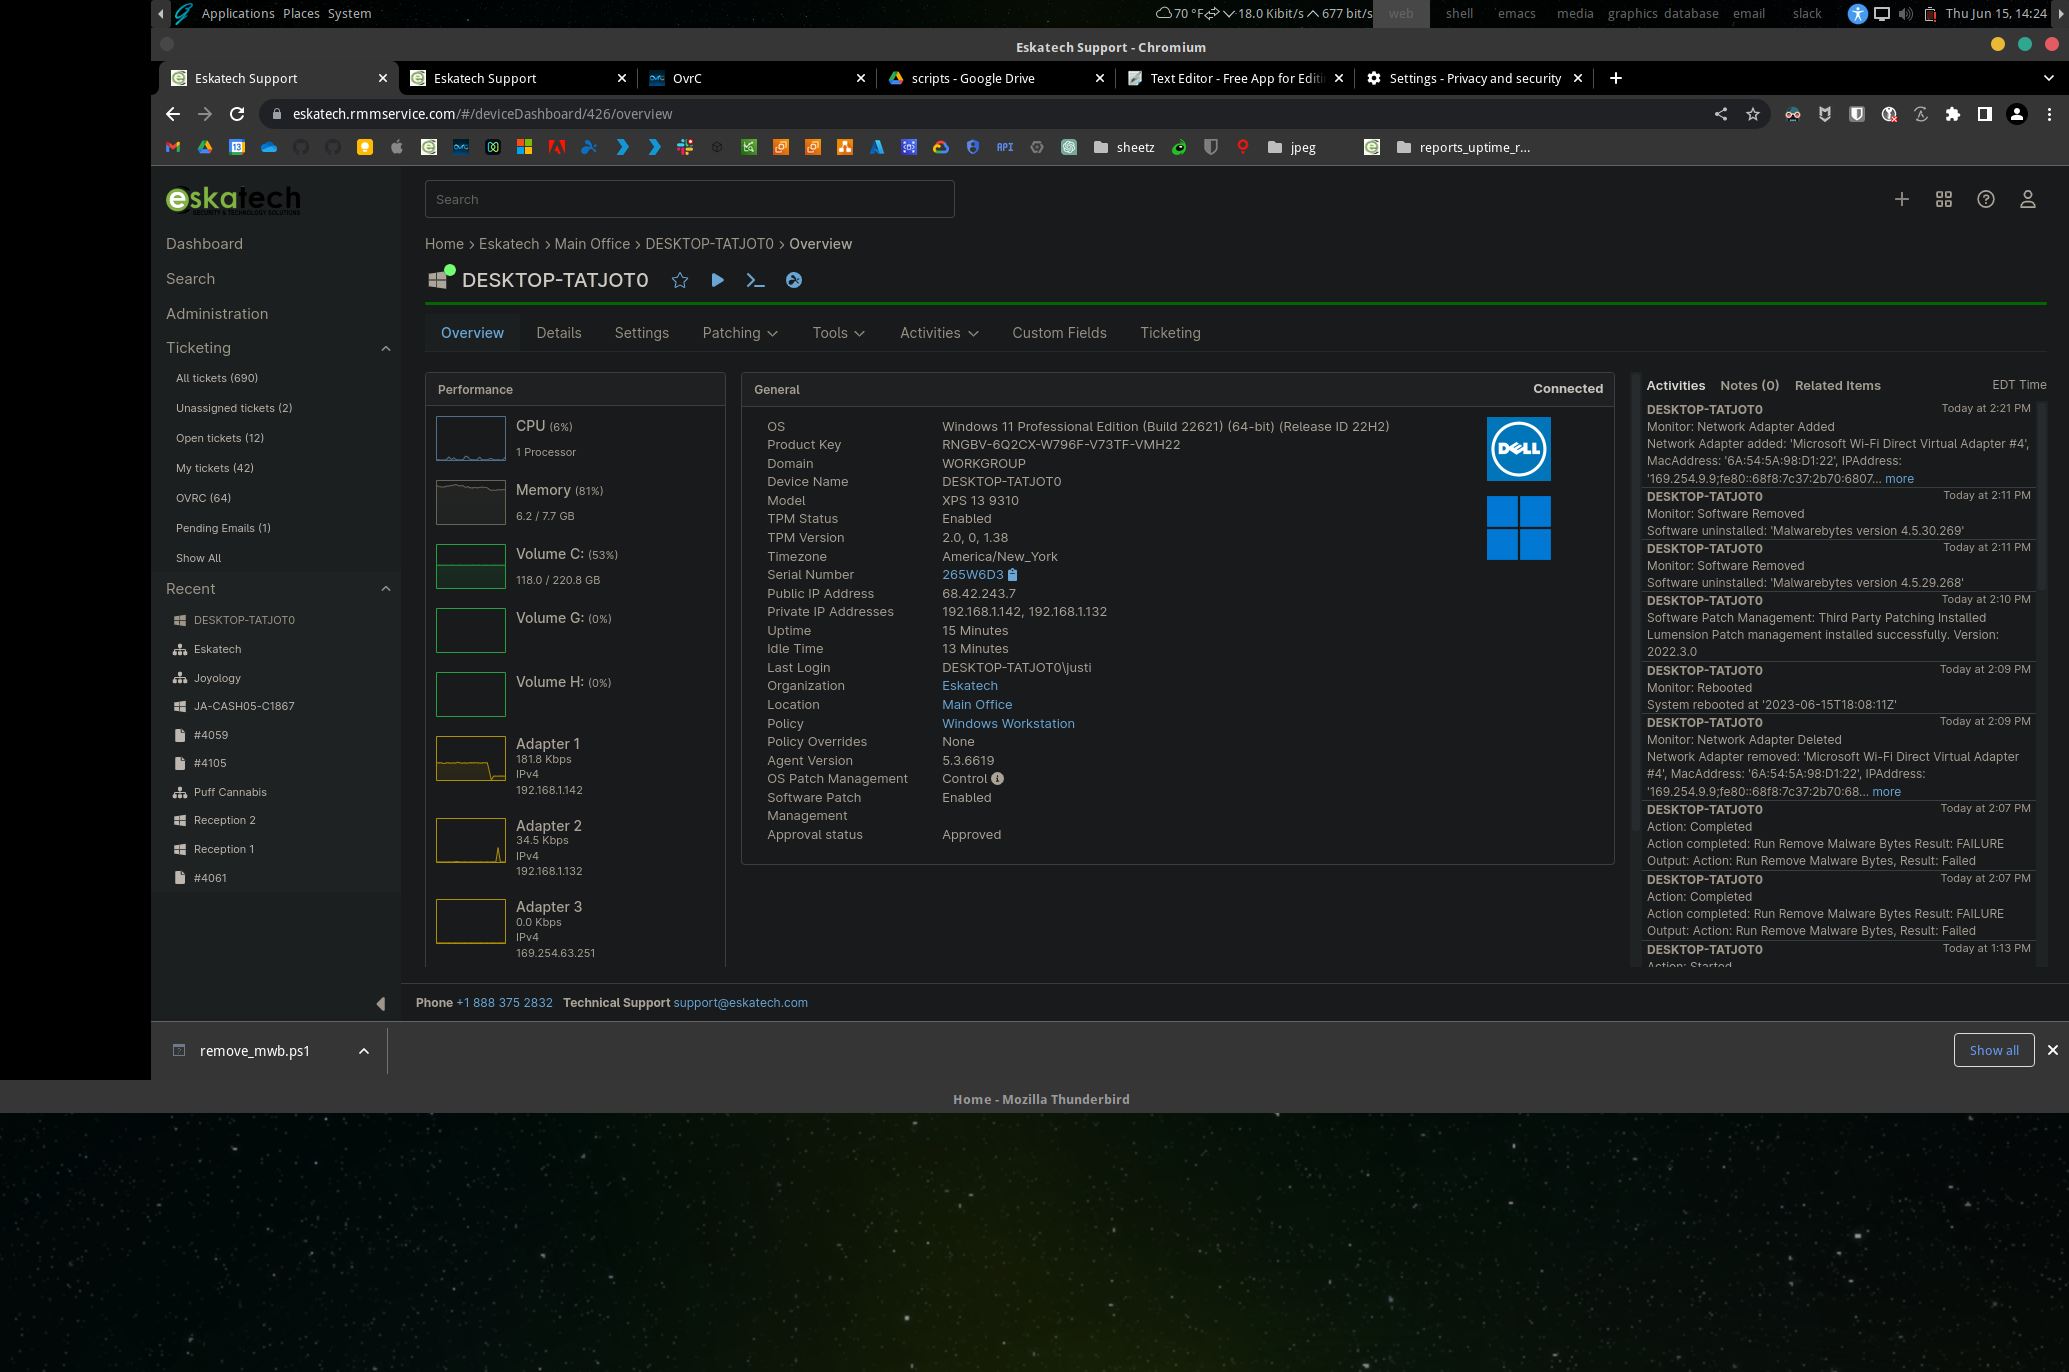 Applications Places System
70 °F 18.0 Kibit/s 677 bit/s web shell emacs media graphics database email slack Thu Jun 15, 14:24
Eskatech Support - Chromium
Eskatech Support
Eskatech Support
OvrC
scripts - Google Drive
Text Editor - Free App for Editi
Settings - Privacy and security
eskatech.rmmservice.com/#/deviceDashboard/426/overview
API
sheetz
jpeg
reports_uptime_r...
eskatech
SECURITY & TECHNOLOGY SOLUTIONS
Search
Dashboard
Search
Administration
Ticketing
All tickets (690)
Unassigned tickets (2)
Open tickets (12)
My tickets (42)
OVRC (64)
Pending Emails (1)
Show All
Recent
DESKTOP-TATJOT0
Eskatech
Joyology
JA-CASH05-C1867
#4059
#4105
Puff Cannabis
Reception 2
Reception 1
#4061
Home > Eskatech > Main Office > DESKTOP-TATJOT0 > Overview
DESKTOP-TATJOT0
Overview Details Settings Patching Tools Activities Custom Fields Ticketing
Performance
CPU (6%)
1 Processor
Memory (81%)
6.2 / 7.7 GB
Volume C: (53%)
118.0 / 220.8 GB
Volume G: (0%)
Volume H: (0%)
Adapter 1
181.8 Kbps
IPv4
192.168.1.142
Adapter 2
34.5 Kbps
IPv4
192.168.1.132
Adapter 3
0.0 Kbps
IPv4
169.254.63.251
General Connected
OS Windows 11 Professional Edition (Build 22621) (64-bit) (Release ID 22H2)
Product Key RNGBV-6Q2CX-W796F-V73TF-VMH22
Domain WORKGROUP
Device Name DESKTOP-TATJOT0
Model XPS 13 9310
TPM Status Enabled
TPM Version 2.0, 0, 1.38
Timezone America/New_York
Serial Number 265W6D3
Public IP Address 68.42.243.7
Private IP Addresses 192.168.1.142, 192.168.1.132
Uptime 15 Minutes
Idle Time 13 Minutes
Last Login DESKTOP-TATJOT0\justi
Organization Eskatech
Location Main Office
Policy Windows Workstation
Policy Overrides None
Agent Version 5.3.6619
OS Patch Management Control
Software Patch Management Enabled
Approval status Approved
DELL
Activities Notes (0) Related Items EDT Time
DESKTOP-TATJOT0 Today at 2:21 PM
Monitor: Network Adapter Added
Network Adapter added: 'Microsoft Wi-Fi Direct Virtual Adapter #4',
MacAddress: '6A:54:5A:98:D1:22', IPAddress:
'169.254.9.9;fe80::68f8:7c37:2b70:6807... more
DESKTOP-TATJOT0 Today at 2:11 PM
Monitor: Software Removed
Software uninstalled: 'Malwarebytes version 4.5.30.269'
DESKTOP-TATJOT0 Today at 2:11 PM
Monitor: Software Removed
Software uninstalled: 'Malwarebytes version 4.5.29.268'
DESKTOP-TATJOT0 Today at 2:10 PM
Software Patch Management: Third Party Patching Installed
Lumension Patch management installed successfully. Version:
2022.3.0
DESKTOP-TATJOT0 Today at 2:09 PM
Monitor: Rebooted
System rebooted at '2023-06-15T18:08:11Z'
DESKTOP-TATJOT0 Today at 2:09 PM
Monitor: Network Adapter Deleted
Network Adapter removed: 'Microsoft Wi-Fi Direct Virtual Adapter
#4', MacAddress: '6A:54:5A:98:D1:22', IPAddress:
'169.254.9.9;fe80::68f8:7c37:2b70:68... more
DESKTOP-TATJOT0 Today at 2:07 PM
Action: Completed
Action completed: Run Remove Malware Bytes Result: FAILURE
Output: Action: Run Remove Malware Bytes, Result: Failed
DESKTOP-TATJOT0 Today at 2:07 PM
Action: Completed
Action completed: Run Remove Malware Bytes Result: FAILURE
Output: Action: Run Remove Malware Bytes, Result: Failed
DESKTOP-TATJOT0 Today at 1:13 PM
Action: Started
Phone +1 888 375 2832 Technical Support support@eskatech.com
remove_mwb.ps1
Show all
Home - Mozilla Thunderbird